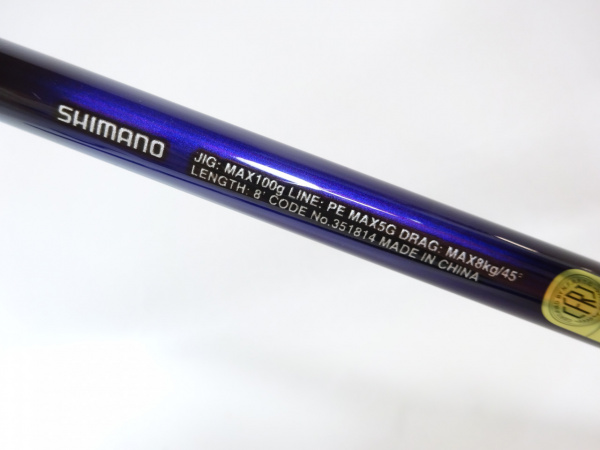 SHIMANO
JIG: MAX100g LINE: PE MAX5G DRAG: MAX8kg/45°
LENGTH: 8' CODE No.351814 MADE IN CHINA